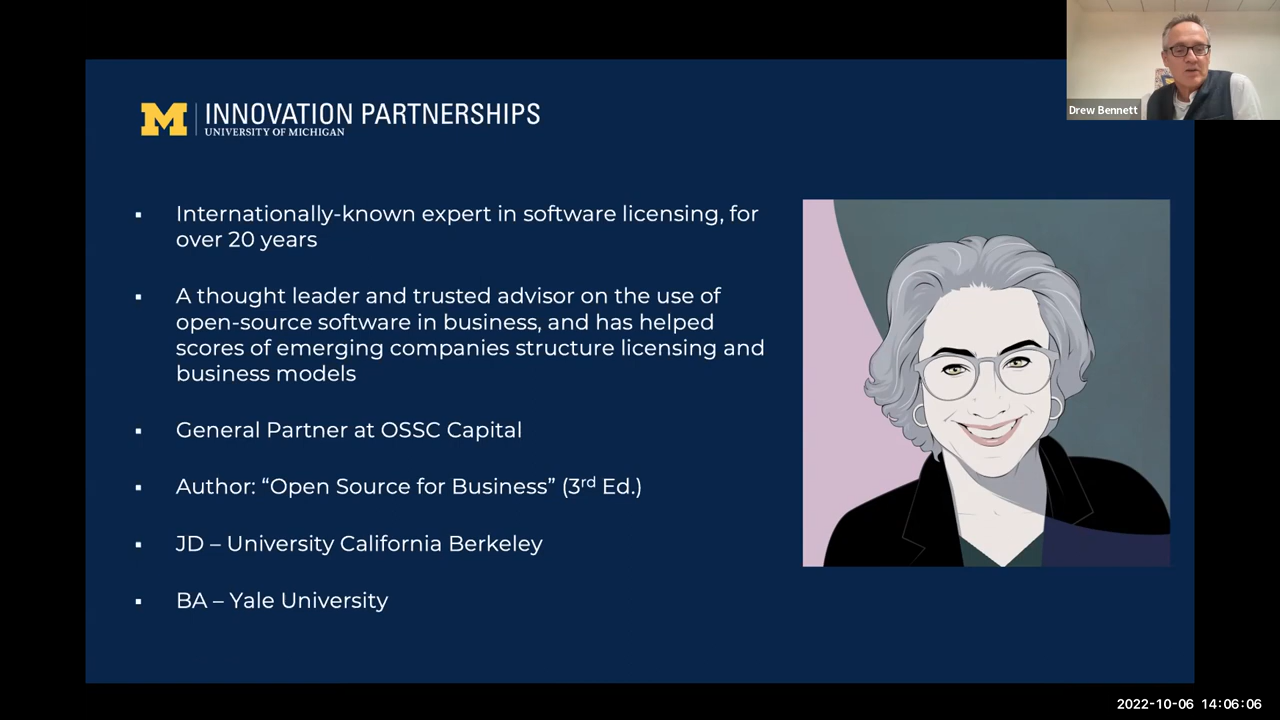 Drew Bennett
M
INNOVATION PARTNERSHIPS
UNIVERSITY OF MICHIGAN
▪ Internationally-known expert in software licensing, for
over 20 years
▪ A thought leader and trusted advisor on the use of
open-source software in business, and has helped
scores of emerging companies structure licensing and
business models
▪ General Partner at OSSC Capital
▪ Author: “Open Source for Business” (3rd Ed.)
▪ JD – University California Berkeley
▪ BA – Yale University
2022-10-06 14:06:06